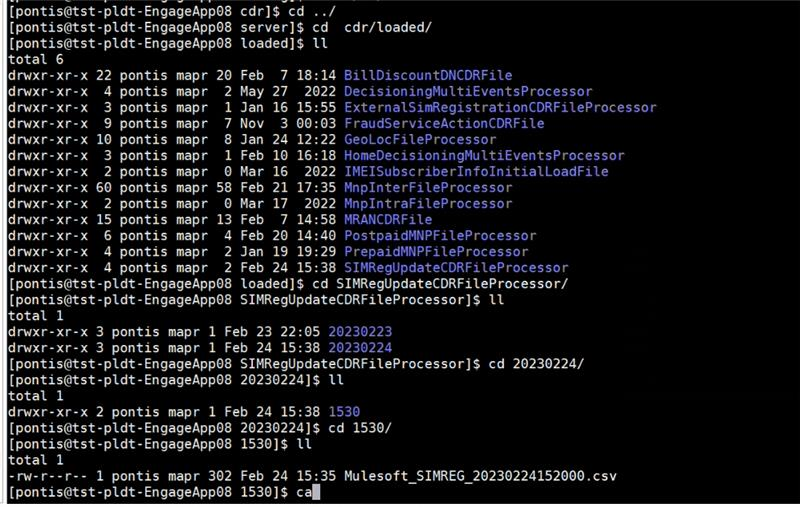 [pontis@tst-pldt-EngageApp08 cdr]$ cd ../
[pontis@tst-pldt-EngageApp08 server]$ cd  cdr/loaded/
[pontis@tst-pldt-EngageApp08 loaded]$ ll
total 6
drwxr-xr-x 22 pontis mapr 20 Feb  7 18:14 BillDiscountDNCDRFile
drwxr-xr-x  4 pontis mapr  2 May 27  2022 DecisioningMultiEventsProcessor
drwxr-xr-x  3 pontis mapr  1 Jan 16 15:55 ExternalSimRegistrationCDRFileProcessor
drwxr-xr-x  9 pontis mapr  7 Nov  3 00:03 FraudServiceActionCDRFile
drwxr-xr-x 10 pontis mapr  8 Jan 24 12:22 GeoLocFileProcessor
drwxr-xr-x  3 pontis mapr  1 Feb 10 16:18 HomeDecisioningMultiEventsProcessor
drwxr-xr-x  2 pontis mapr  0 Mar 16  2022 IMEISubscriberInfoInitialLoadFile
drwxr-xr-x 60 pontis mapr 58 Feb 21 17:35 MnpInterFileProcessor
drwxr-xr-x  2 pontis mapr  0 Mar 17  2022 MnpIntraFileProcessor
drwxr-xr-x 15 pontis mapr 13 Feb  7 14:58 MRANCDRFile
drwxr-xr-x  6 pontis mapr  4 Feb 20 14:40 PostpaidMNPFileProcessor
drwxr-xr-x  4 pontis mapr  2 Jan 19 19:29 PrepaidMNPFileProcessor
drwxr-xr-x  4 pontis mapr  2 Feb 24 15:38 SIMRegUpdateCDRFileProcessor
[pontis@tst-pldt-EngageApp08 loaded]$ cd SIMRegUpdateCDRFileProcessor/
[pontis@tst-pldt-EngageApp08 SIMRegUpdateCDRFileProcessor]$ ll
total 1
drwxr-xr-x 3 pontis mapr 1 Feb 23 22:05 20230223
drwxr-xr-x 3 pontis mapr 1 Feb 24 15:38 20230224
[pontis@tst-pldt-EngageApp08 SIMRegUpdateCDRFileProcessor]$ cd 20230224/
[pontis@tst-pldt-EngageApp08 20230224]$ ll
total 1
drwxr-xr-x 2 pontis mapr 1 Feb 24 15:38 1530
[pontis@tst-pldt-EngageApp08 20230224]$ cd 1530/
[pontis@tst-pldt-EngageApp08 1530]$ ll
total 1
-rw-r--r-- 1 pontis mapr 302 Feb 24 15:35 Mulesoft_SIMREG_20230224152000.csv
[pontis@tst-pldt-EngageApp08 1530]$ ca